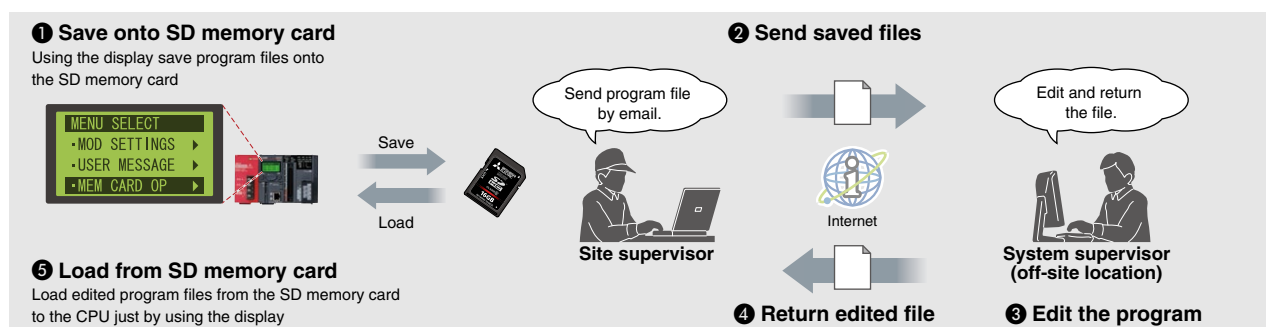 ❶ Save onto SD memory card
Using the display save program files onto
the SD memory card
MENU SELECT
·MOD SETTINGS ▶
·USER MESSAGE ▶
·MEM CARD OP ▶
Save
Load
16GB
Send program file
by email.
Site supervisor
❷ Send saved files
Internet
Edit and return
the file.
System supervisor
(off-site location)
❸ Edit the program
❹ Return edited file
❺ Load from SD memory card
Load edited program files from the SD memory card
to the CPU just by using the display